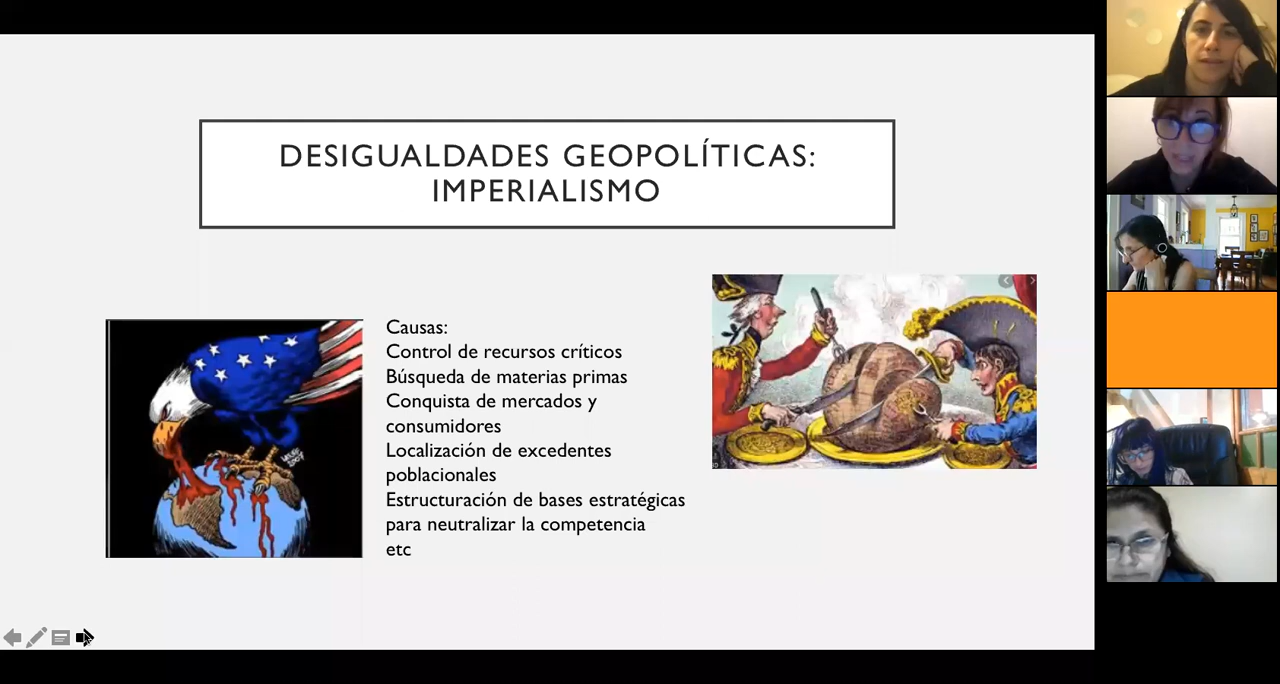 DESIGUALDADES GEOPOLÍTICAS:
IMPERIALISMO
Causas:
Control de recursos críticos
Búsqueda de materias primas
Conquista de mercados y
consumidores
Localización de excedentes
poblacionales
Estructuración de bases estratégicas
para neutralizar la competencia
etc